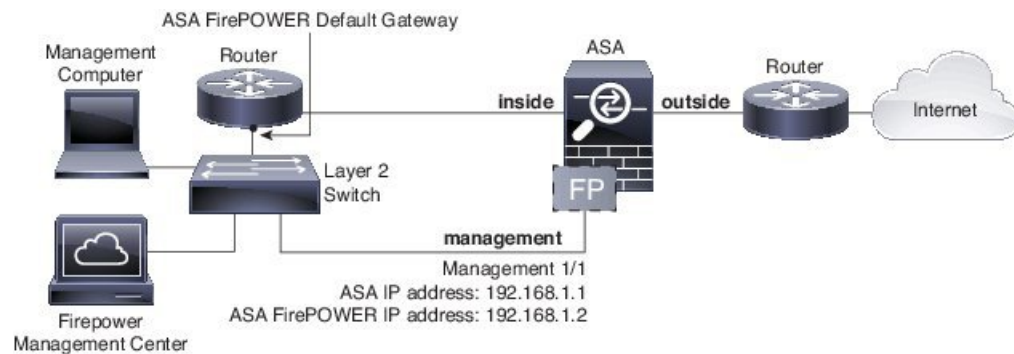 ASA FirePOWER Default Gateway
Management
Computer
Router
ASA
Router
inside
outside
Internet
Layer 2
Switch
FP
management
Management 1/1
ASA IP address: 192.168.1.1
ASA FirePOWER IP address: 192.168.1.2
Firepower
Management Center